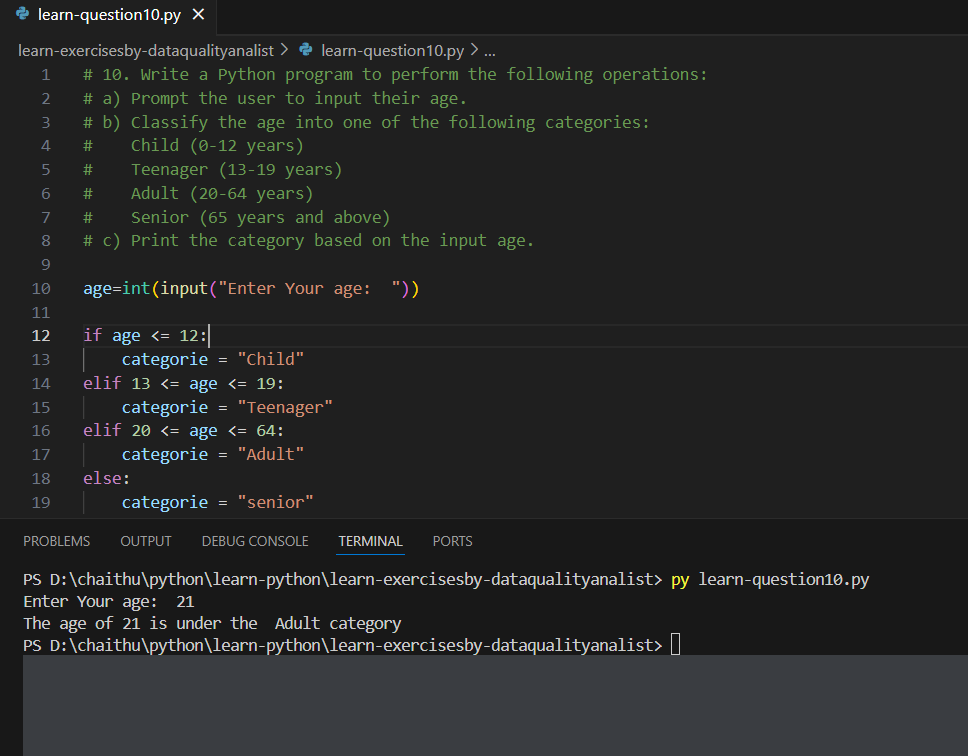 learn-question10.py ×
learn-exercisesby-dataqualityanalist > learn-question10.py > ...
1 # 10. Write a Python program to perform the following operations:
2 # a) Prompt the user to input their age.
3 # b) Classify the age into one of the following categories:
4 #    Child (0-12 years)
5 #    Teenager (13-19 years)
6 #    Adult (20-64 years)
7 #    Senior (65 years and above)
8 # c) Print the category based on the input age.
9
10 age=int(input("Enter Your age:  "))
11
12 if age <= 12:
13     categorie = "Child"
14 elif 13 <= age <= 19:
15     categorie = "Teenager"
16 elif 20 <= age <= 64:
17     categorie = "Adult"
18 else:
19     categorie = "senior"
PROBLEMS OUTPUT DEBUG CONSOLE TERMINAL PORTS
PS D:\chaithu\python\learn-python\learn-exercisesby-dataqualityanalist> py learn-question10.py
Enter Your age:  21
The age of 21 is under the  Adult category
PS D:\chaithu\python\learn-python\learn-exercisesby-dataqualityanalist>